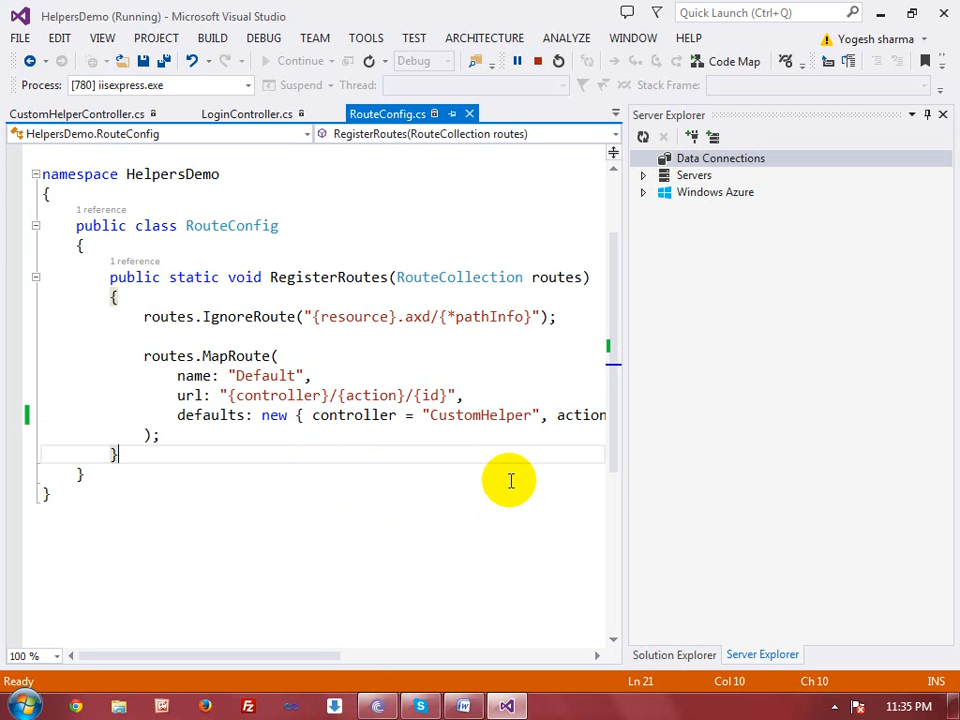 HelpersDemo (Running) - Microsoft Visual Studio
Quick Launch (Ctrl+Q)
FILE EDIT VIEW PROJECT BUILD DEBUG TEAM TOOLS TEST ARCHITECTURE ANALYZE WINDOW HELP
Yogesh sharma
Continue Debug Code Map
Process: [780] iisexpress.exe Suspend Thread: Stack Frame:
CustomHelperController.cs LoginController.cs RouteConfig.cs
Server Explorer
HelpersDemo.RouteConfig RegisterRoutes(RouteCollection routes)
Data Connections
Servers
Windows Azure
namespace HelpersDemo
{
1 reference
public class RouteConfig
{
1 reference
public static void RegisterRoutes(RouteCollection routes)
{
routes.IgnoreRoute("{resource}.axd/{*pathInfo}");
routes.MapRoute(
name: "Default",
url: "{controller}/{action}/{id}",
defaults: new { controller = "CustomHelper", action
);
}
}
}
100 %
Solution Explorer Server Explorer
Ready Ln 21 Col 10 Ch 10 INS
11:35 PM